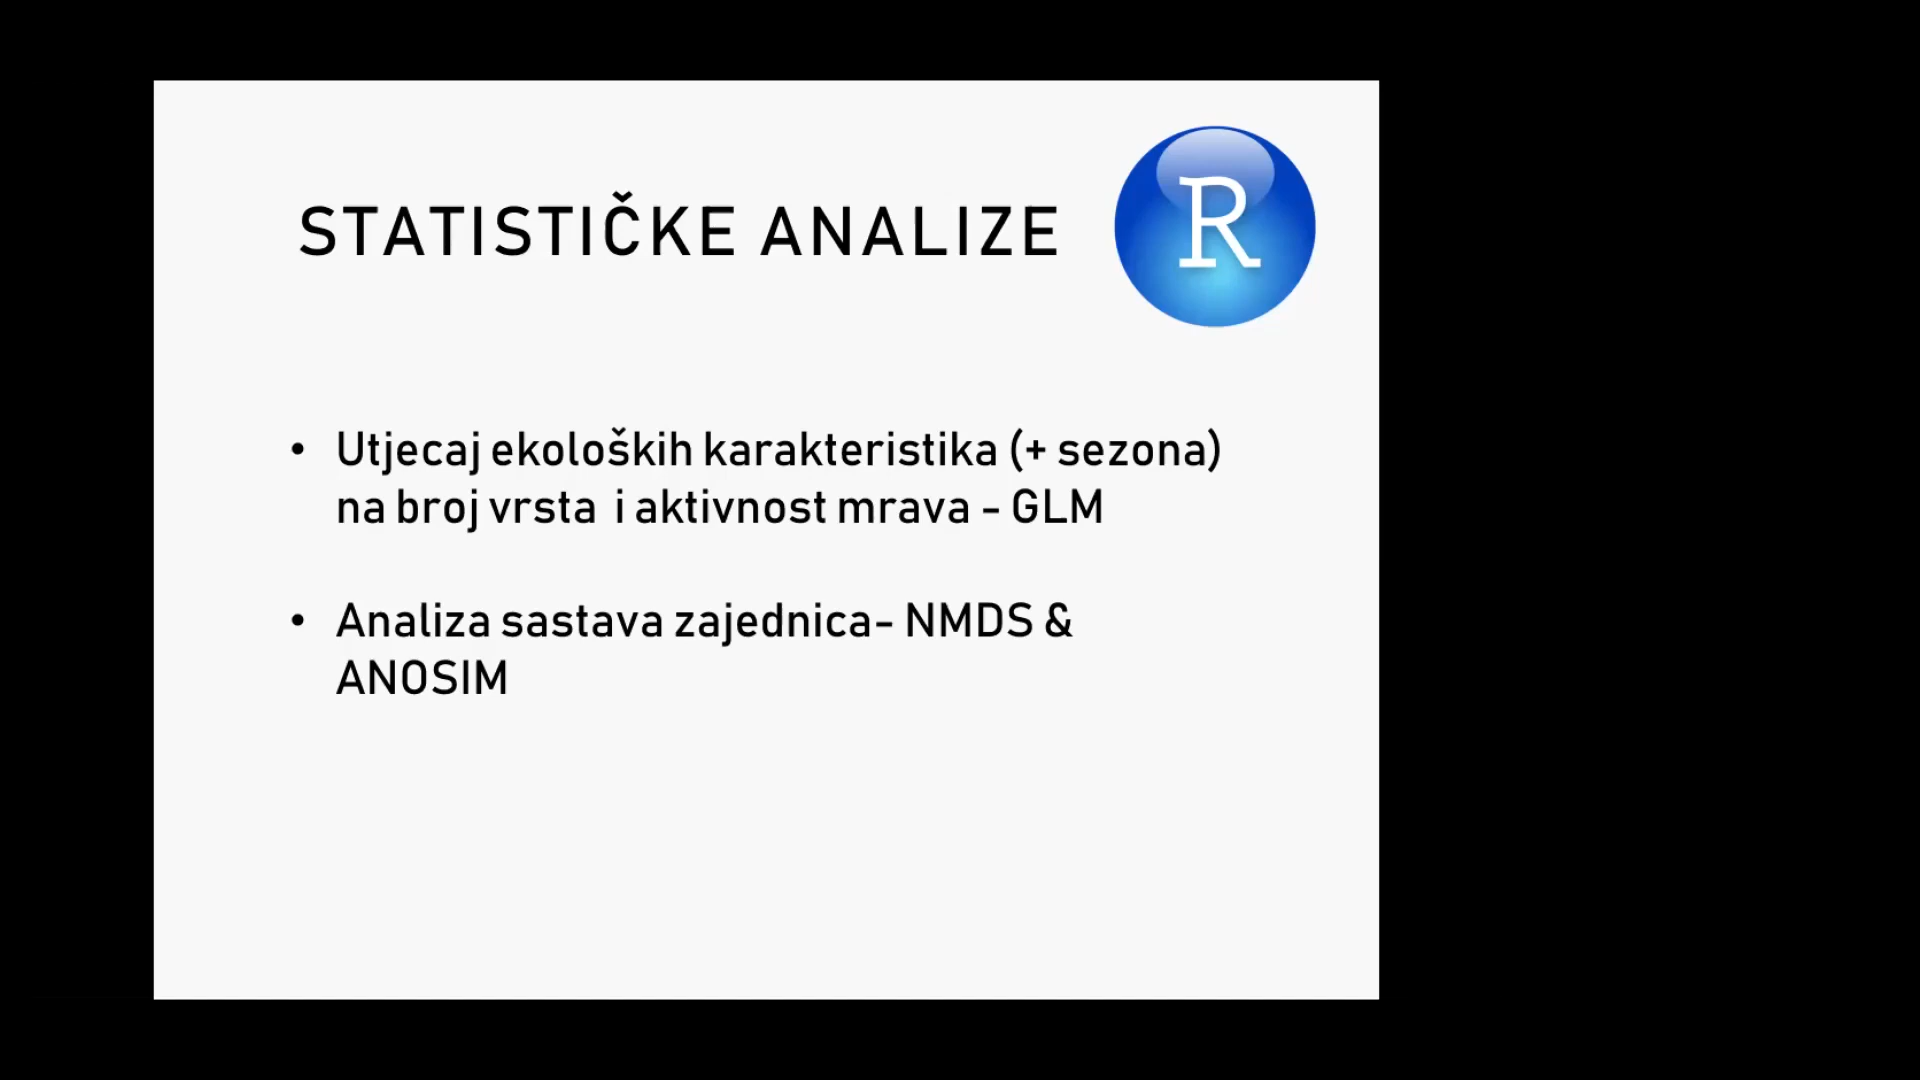 STATISTIČKE ANALIZE
R
• Utjecaj ekoloških karakteristika (+ sezona)
na broj vrsta i aktivnost mrava - GLM
• Analiza sastava zajednica- NMDS &
ANOSIM